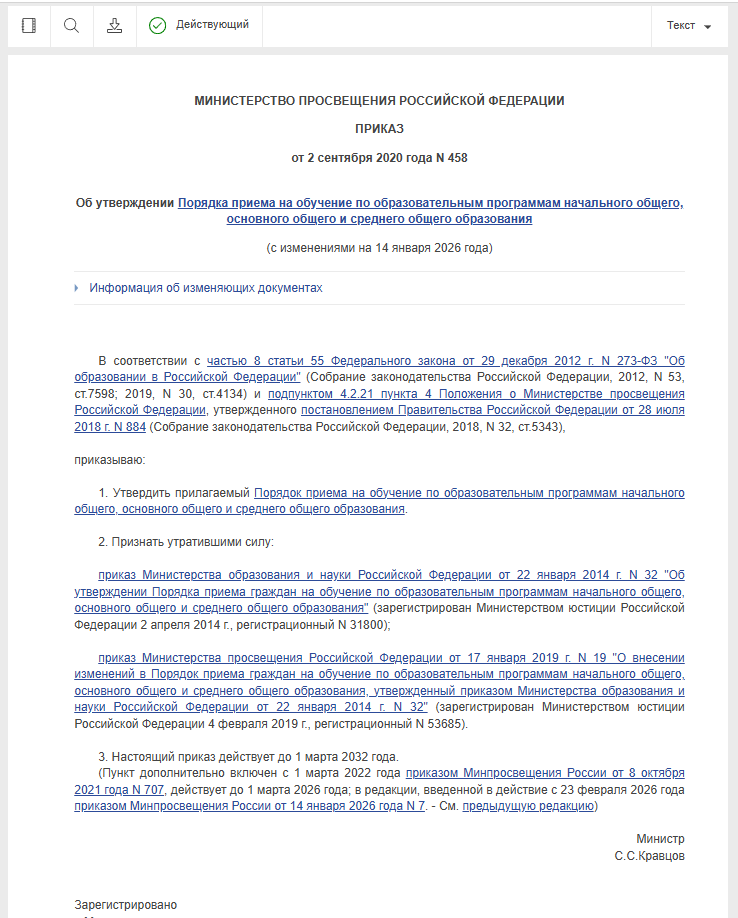 Действующий
Текст
МИНИСТЕРСТВО ПРОСВЕЩЕНИЯ РОССИЙСКОЙ ФЕДЕРАЦИИ
ПРИКАЗ
от 2 сентября 2020 года N 458
Об утверждении Порядка приема на обучение по образовательным программам начального общего,
основного общего и среднего общего образования
(с изменениями на 14 января 2026 года)
Информация об изменяющих документах
В соответствии с частью 8 статьи 55 Федерального закона от 29 декабря 2012 г. N 273-ФЗ "Об
образовании в Российской Федерации" (Собрание законодательства Российской Федерации, 2012, N 53,
ст.7598; 2019, N 30, ст.4134) и подпунктом 4.2.21 пункта 4 Положения о Министерстве просвещения
Российской Федерации, утвержденного постановлением Правительства Российской Федерации от 28 июля
2018 г. N 884 (Собрание законодательства Российской Федерации, 2018, N 32, ст.5343),
приказываю:
1. Утвердить прилагаемый Порядок приема на обучение по образовательным программам начального
общего, основного общего и среднего общего образования.
2. Признать утратившими силу:
приказ Министерства образования и науки Российской Федерации от 22 января 2014 г. N 32 "Об
утверждении Порядка приема граждан на обучение по образовательным программам начального общего,
основного общего и среднего общего образования" (зарегистрирован Министерством юстиции Российской
Федерации 2 апреля 2014 г., регистрационный N 31800);
приказ Министерства просвещения Российской Федерации от 17 января 2019 г. N 19 "О внесении
изменений в Порядок приема граждан на обучение по образовательным программам начального общего,
основного общего и среднего общего образования, утвержденный приказом Министерства образования и
науки Российской Федерации от 22 января 2014 г. N 32" (зарегистрирован Министерством юстиции
Российской Федерации 4 февраля 2019 г., регистрационный N 53685).
3. Настоящий приказ действует до 1 марта 2032 года.
(Пункт дополнительно включен с 1 марта 2022 года приказом Минпросвещения России от 8 октября
2021 года N 707, действует до 1 марта 2026 года; в редакции, введенной в действие с 23 февраля 2026 года
приказом Минпросвещения России от 14 января 2026 года N 7. - См. предыдущую редакцию)
Министр
С.С.Кравцов
Зарегистрировано